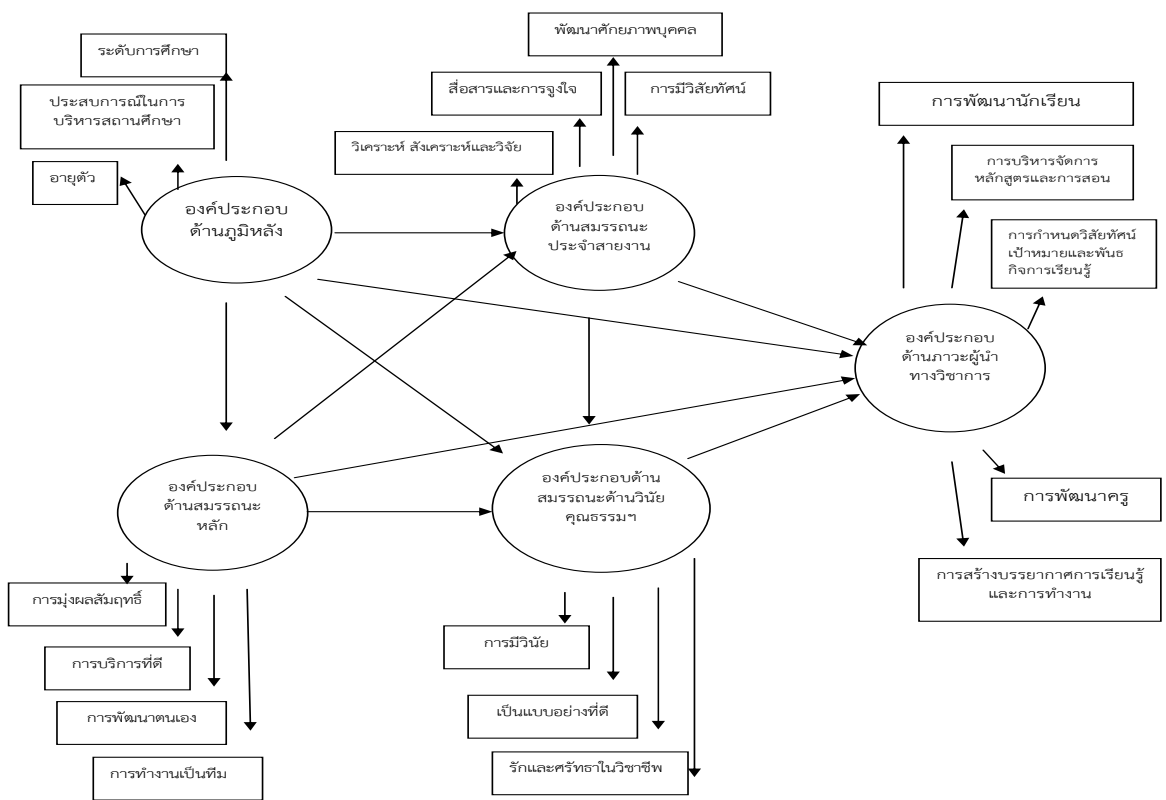 พัฒนาศักยภาพบุคคล
ระดับการศึกษา
สื่อสารและการจูงใจ
การมีวิสัยทัศน์
ประสบการณ์ในการ
บริหารสถานศึกษา
วิเคราะห์ สังเคราะห์และวิจัย
อายุตัว
การพัฒนานักเรียน
การบริหารจัดการ
หลักสูตรและการสอน
การกำหนดวิสัยทัศน์
เป้าหมายและพันธ
กิจการเรียนรู้
องค์ประกอบ
ด้านภูมิหลัง
องค์ประกอบ
ด้านสมรรถนะ
ประจำสายงาน
องค์ประกอบ
ด้านภาวะผู้นำ
ทางวิชาการ
องค์ประกอบ
ด้านสมรรถนะ
หลัก
องค์ประกอบด้าน
สมรรถนะด้านวินัย
คุณธรรมฯ
การพัฒนาครู
การสร้างบรรยากาศการเรียนรู้
และการทำงาน
การมุ่งผลสัมฤทธิ์
การบริการที่ดี
การพัฒนาตนเอง
การทำงานเป็นทีม
การมีวินัย
เป็นแบบอย่างที่ดี
รักและศรัทธาในวิชาชีพ